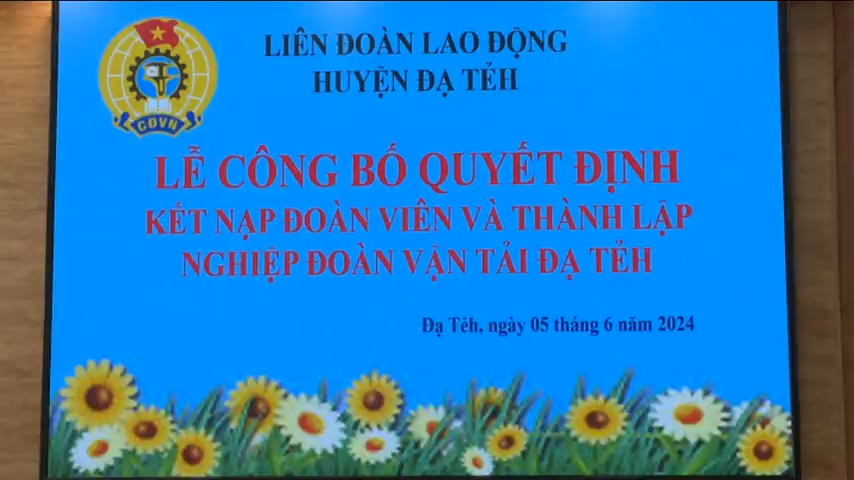 LIÊN ĐOÀN LAO ĐỘNG
HUYỆN ĐẠ TẺH
LỄ CÔNG BỐ QUYẾT ĐỊNH
KẾT NẠP ĐOÀN VIÊN VÀ THÀNH LẬP
NGHIỆP ĐOÀN VẬN TẢI ĐẠ TẺH
Đạ Tẻh, ngày 05 tháng 6 năm 2024
CĐVN